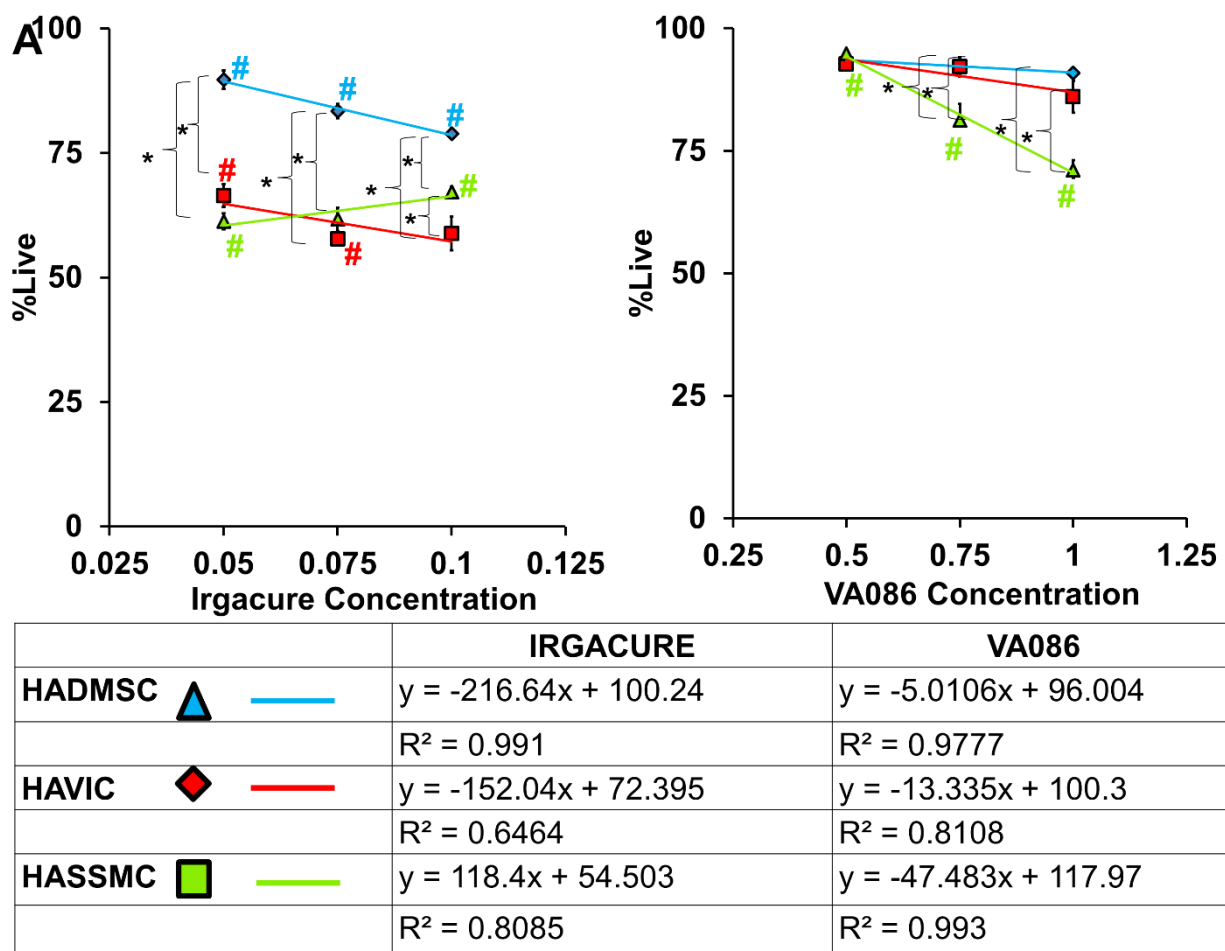 A
100
75
50
25
0
%Live
0.025 0.05 0.075 0.1 0.125
Irgacure Concentration
* * * * * * *
# # # # # # # #
100
75
50
25
0
%Live
0.25 0.5 0.75 1 1.25
VA086 Concentration
* * * *
# # #
IRGACURE VA086
HADMSC y = -216.64x + 100.24 y = -5.0106x + 96.004
R² = 0.991 R² = 0.9777
HAVIC y = -152.04x + 72.395 y = -13.335x + 100.3
R² = 0.6464 R² = 0.8108
HASSMC y = 118.4x + 54.503 y = -47.483x + 117.97
R² = 0.8085 R² = 0.993